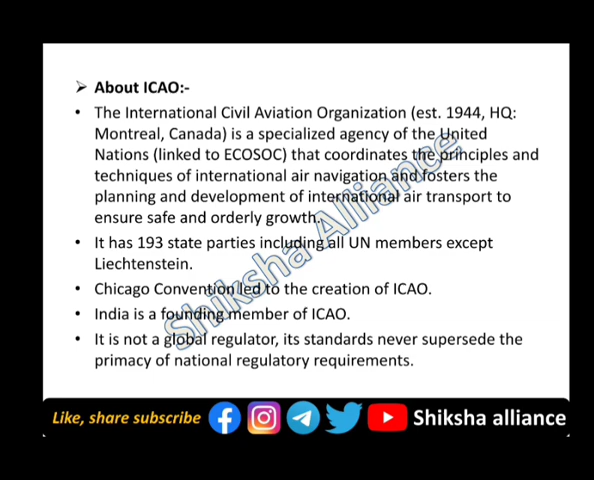 ➤ About ICAO:-
• The International Civil Aviation Organization (est. 1944, HQ:
Montreal, Canada) is a specialized agency of the United
Nations (linked to ECOSOC) that coordinates the principles and
techniques of international air navigation and fosters the
planning and development of international air transport to
ensure safe and orderly growth.
• It has 193 state parties including all UN members except
Liechtenstein.
• Chicago Convention led to the creation of ICAO.
• India is a founding member of ICAO.
• It is not a global regulator, its standards never supersede the
primacy of national regulatory requirements.
Shiksha Alliance
Like, share subscribe Shiksha alliance